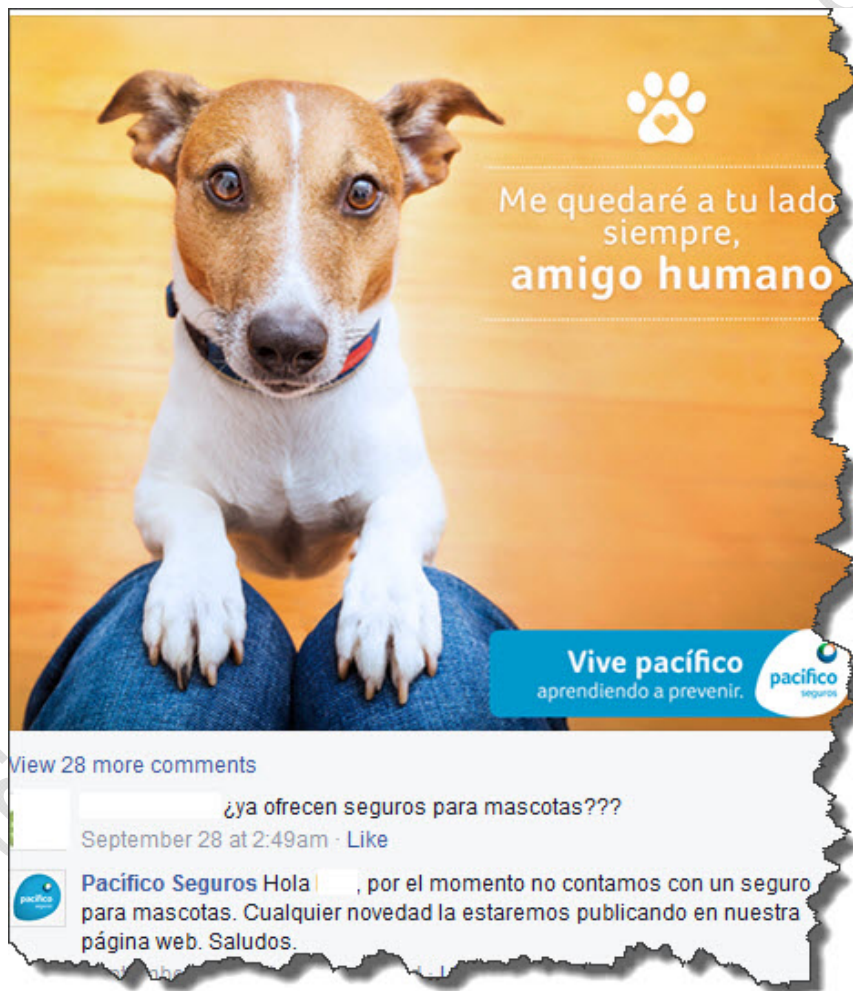 Me quedaré a tu lado
siempre,
amigo humano
Vive pacífico
aprendiendo a prevenir.
pacífico
seguros
View 28 more comments
¿ya ofrecen seguros para mascotas???
September 28 at 2:49am · Like
pacífico
Pacífico Seguros Hola , por el momento no contamos con un seguro
para mascotas. Cualquier novedad la estaremos publicando en nuestra
página web. Saludos.